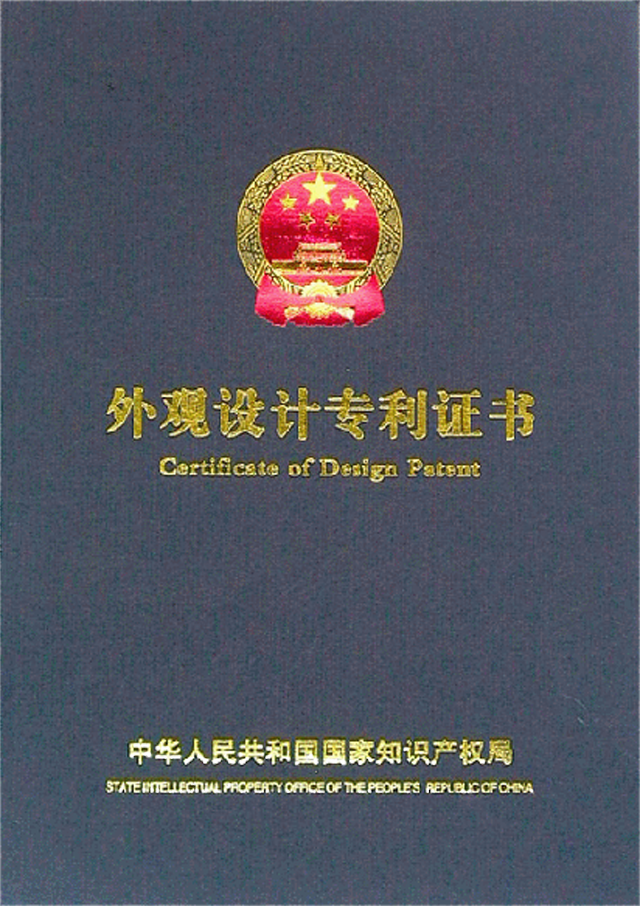 外观设计专利证书
Certificate of Design Patent
中华人民共和国国家知识产权局
STATE INTELLECTUAL PROPERTY OFFICE OF THE PEOPLE'S REPUBLIC OF CHINA